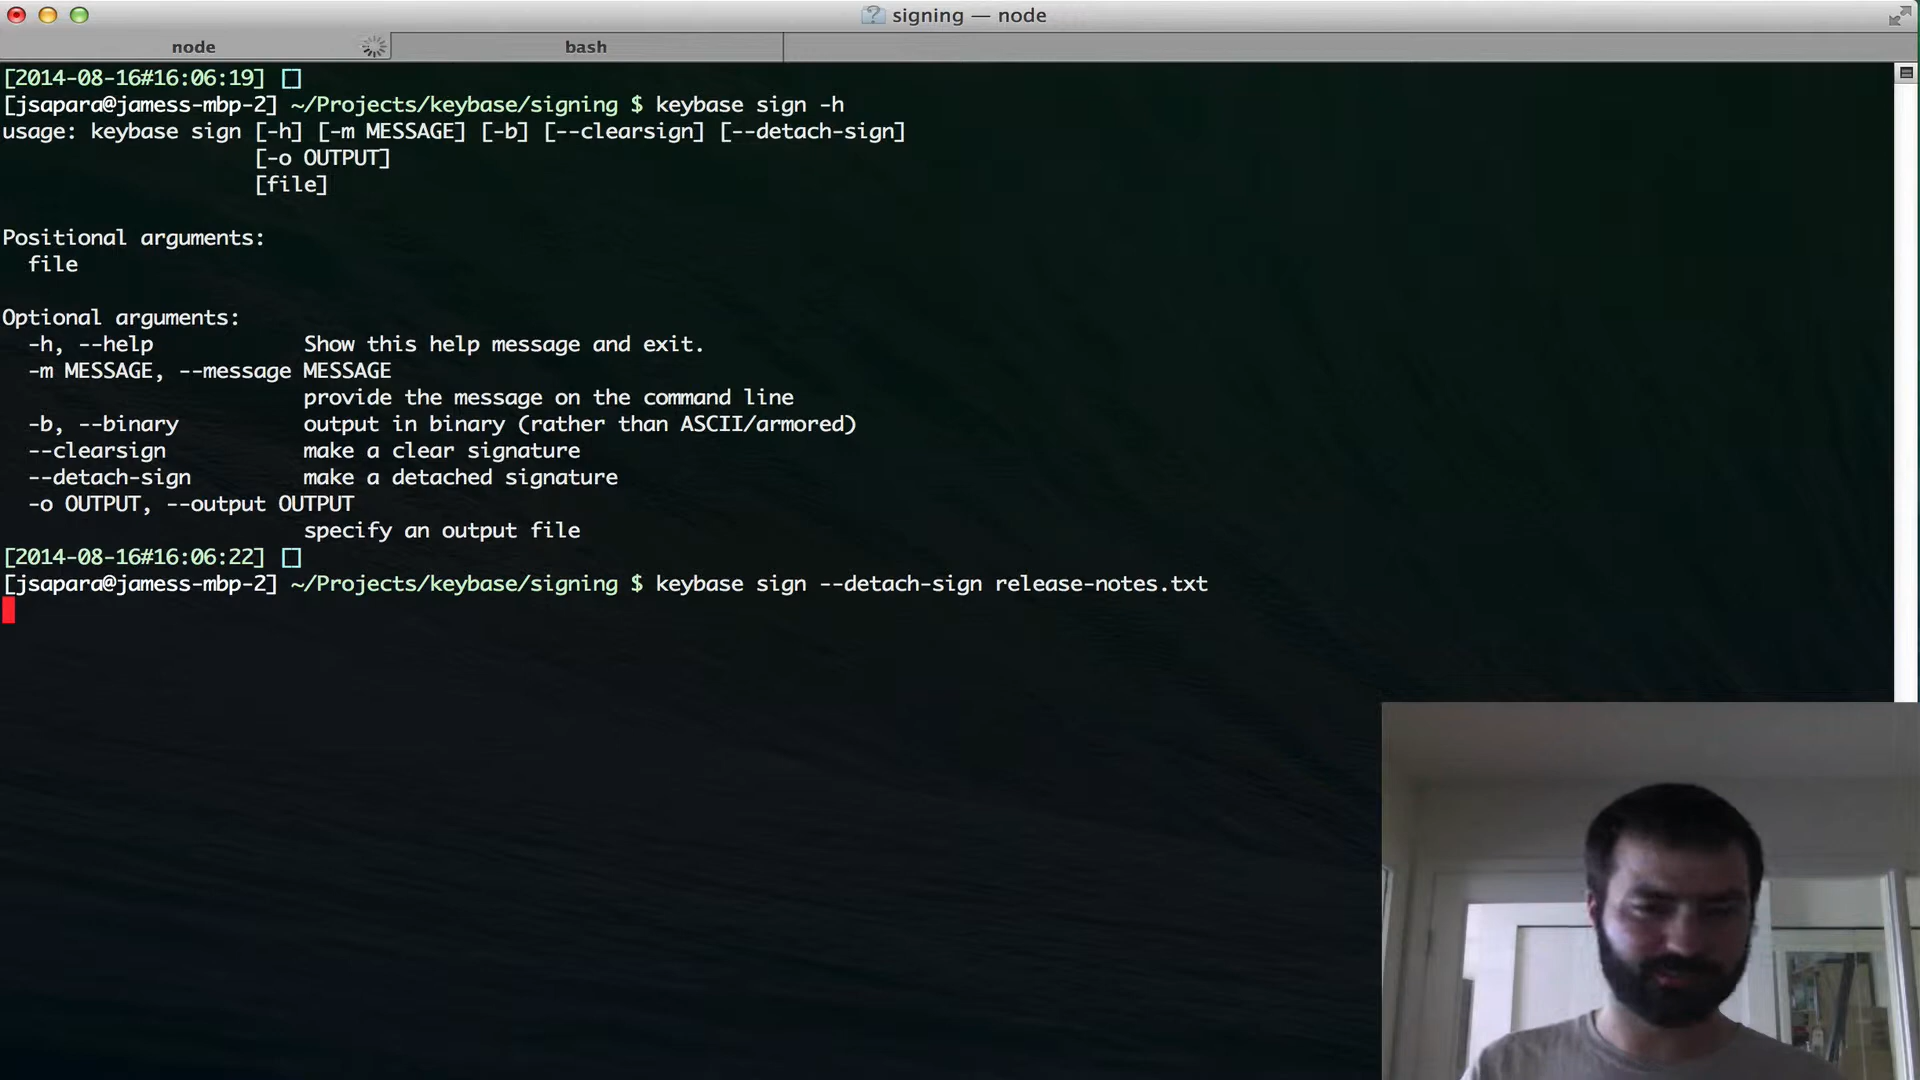 signing — node
node
bash
[2014-08-16#16:06:19] []
[jsapara@jamess-mbp-2] ~/Projects/keybase/signing $ keybase sign -h
usage: keybase sign [-h] [-m MESSAGE] [-b] [--clearsign] [--detach-sign]
[-o OUTPUT]
[file]
Positional arguments:
file
Optional arguments:
-h, --help Show this help message and exit.
-m MESSAGE, --message MESSAGE
provide the message on the command line
-b, --binary output in binary (rather than ASCII/armored)
--clearsign make a clear signature
--detach-sign make a detached signature
-o OUTPUT, --output OUTPUT
specify an output file
[2014-08-16#16:06:22] []
[jsapara@jamess-mbp-2] ~/Projects/keybase/signing $ keybase sign --detach-sign release-notes.txt